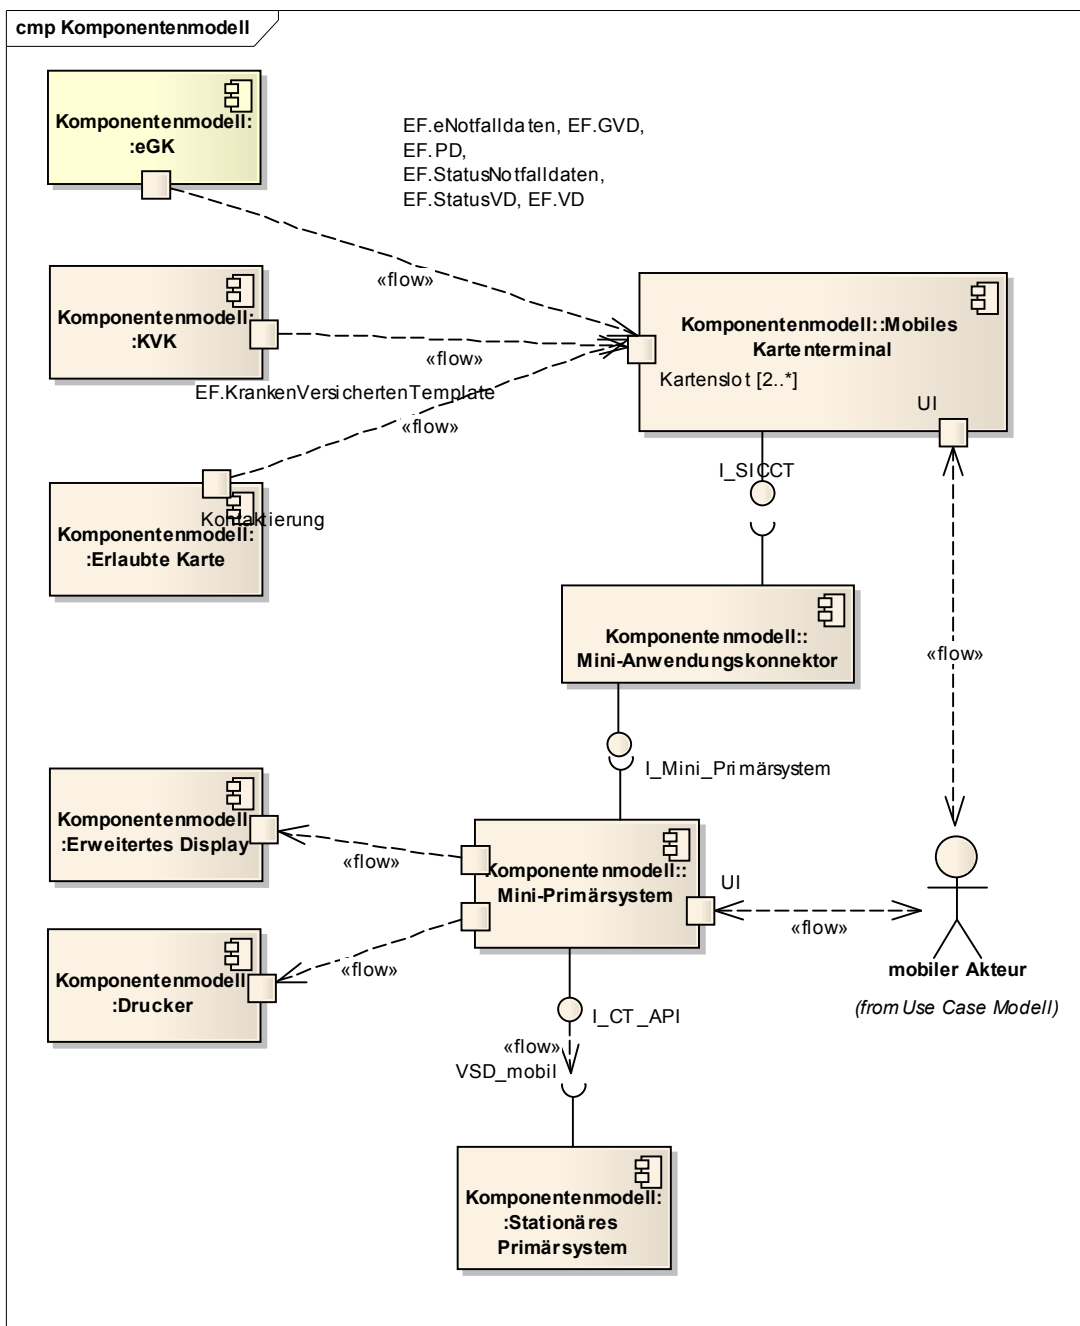 cmp Komponentenmodell
Komponentenmodell:
:eGK
EF.eNotfalldaten, EF.GVD,
EF.PD,
EF.StatusNotfalldaten,
EF.StatusVD, EF.VD
«flow»
Komponentenmodell:
:KVK
«flow»
EF.KrankenVersichertenTemplate
«flow»
Komponentenmodell::Mobiles
Kartenterminal
Kartenslot [2..*]
UI
Kontaktierung
Komponentenmodell:
:Erlaubte Karte
I_SICCT
Komponentenmodell::
Mini-Anwendungskonnektor
«flow»
I_Mini_Primärsystem
Komponentenmodell:
:Erweitertes Display
«flow»
Komponentenmodell::
Mini-Primärsystem
UI
«flow»
mobiler Akteur
(from Use Case Modell)
Komponentenmodell:
:Drucker
«flow»
I_CT_API
«flow»
VSD_mobil
Komponentenmodell:
:Stationäres
Primärsystem